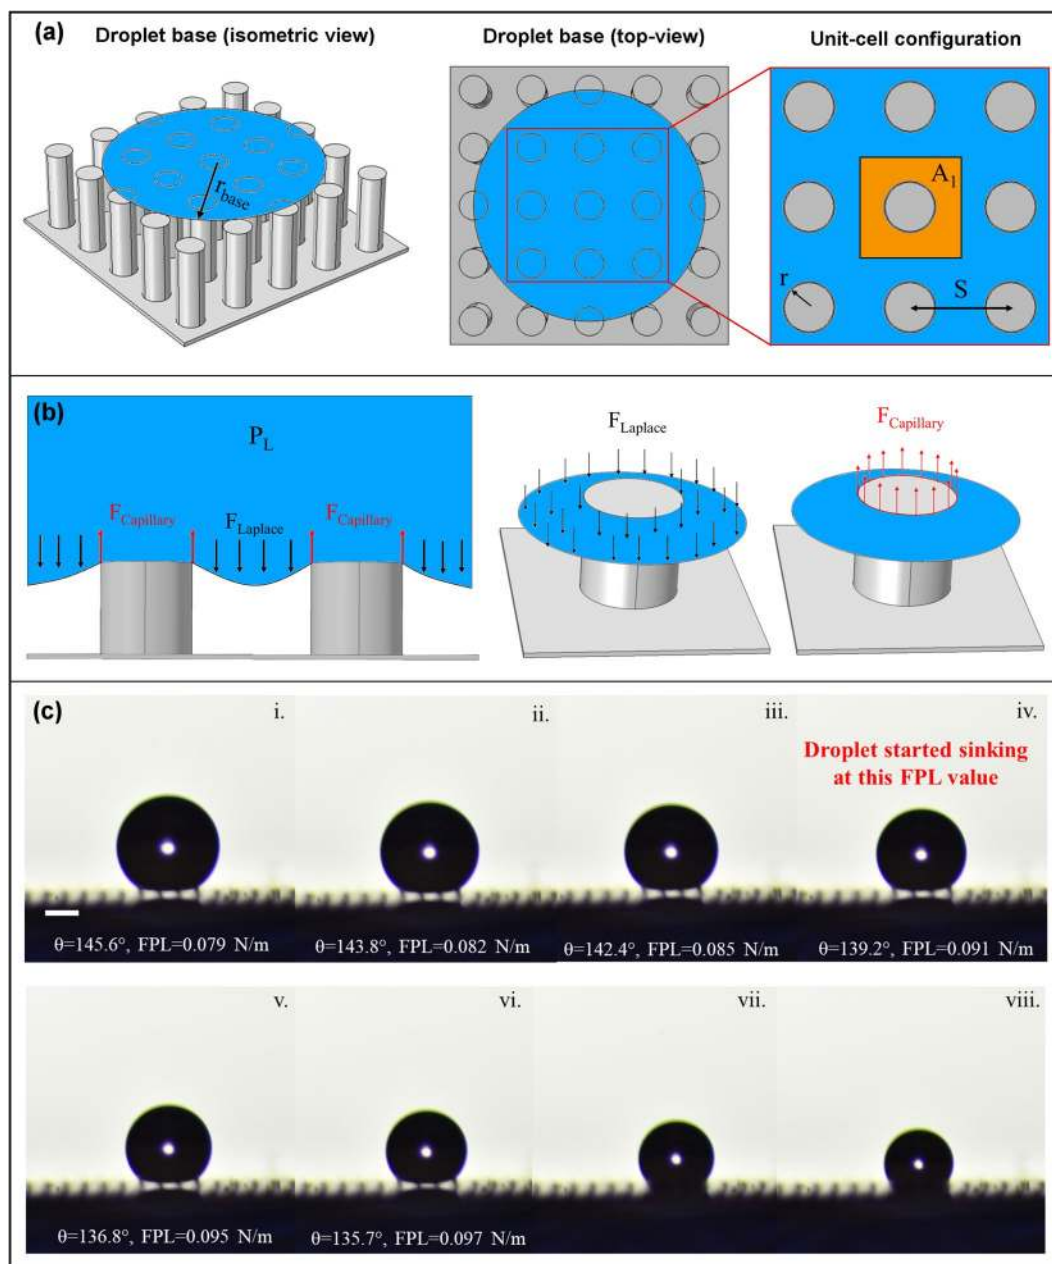 (a)
Droplet base (isometric view)
Droplet base (top-view)
Unit-cell configuration
r_base
A_1
r
S
(b)
P_L
F_Capillary
F_Laplace
F_Capillary
F_Laplace
F_Capillary
(c)
i.
ii.
iii.
iv.
Droplet started sinking
at this FPL value
θ=145.6°, FPL=0.079 N/m
θ=143.8°, FPL=0.082 N/m
θ=142.4°, FPL=0.085 N/m
θ=139.2°, FPL=0.091 N/m
v.
vi.
vii.
viii.
θ=136.8°, FPL=0.095 N/m
θ=135.7°, FPL=0.097 N/m